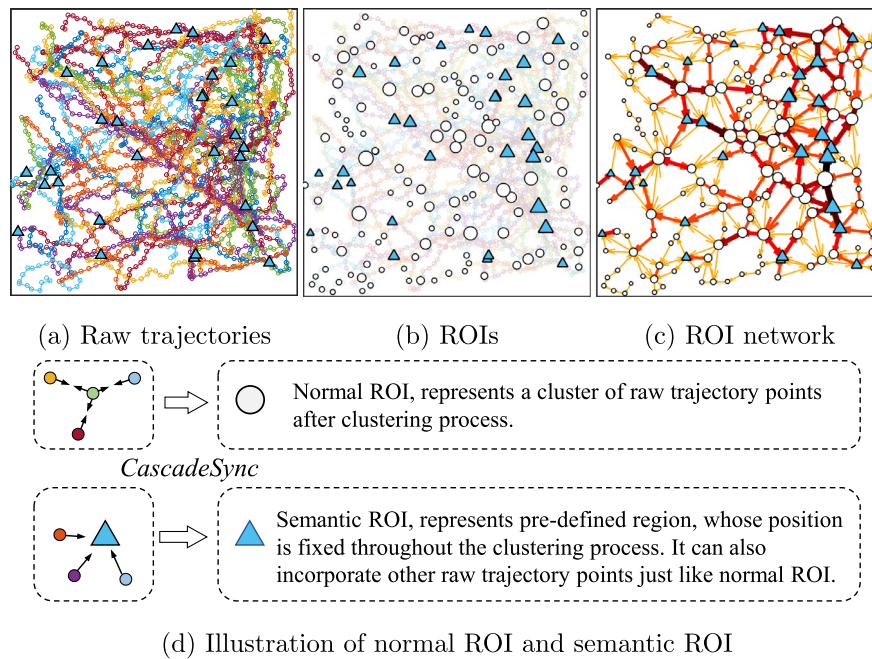 (a) Raw trajectories
(b) ROIs
(c) ROI network
Normal ROI, represents a cluster of raw trajectory points
after clustering process.
CascadeSync
Semantic ROI, represents pre-defined region, whose position
is fixed throughout the clustering process. It can also
incorporate other raw trajectory points just like normal ROI.
(d) Illustration of normal ROI and semantic ROI